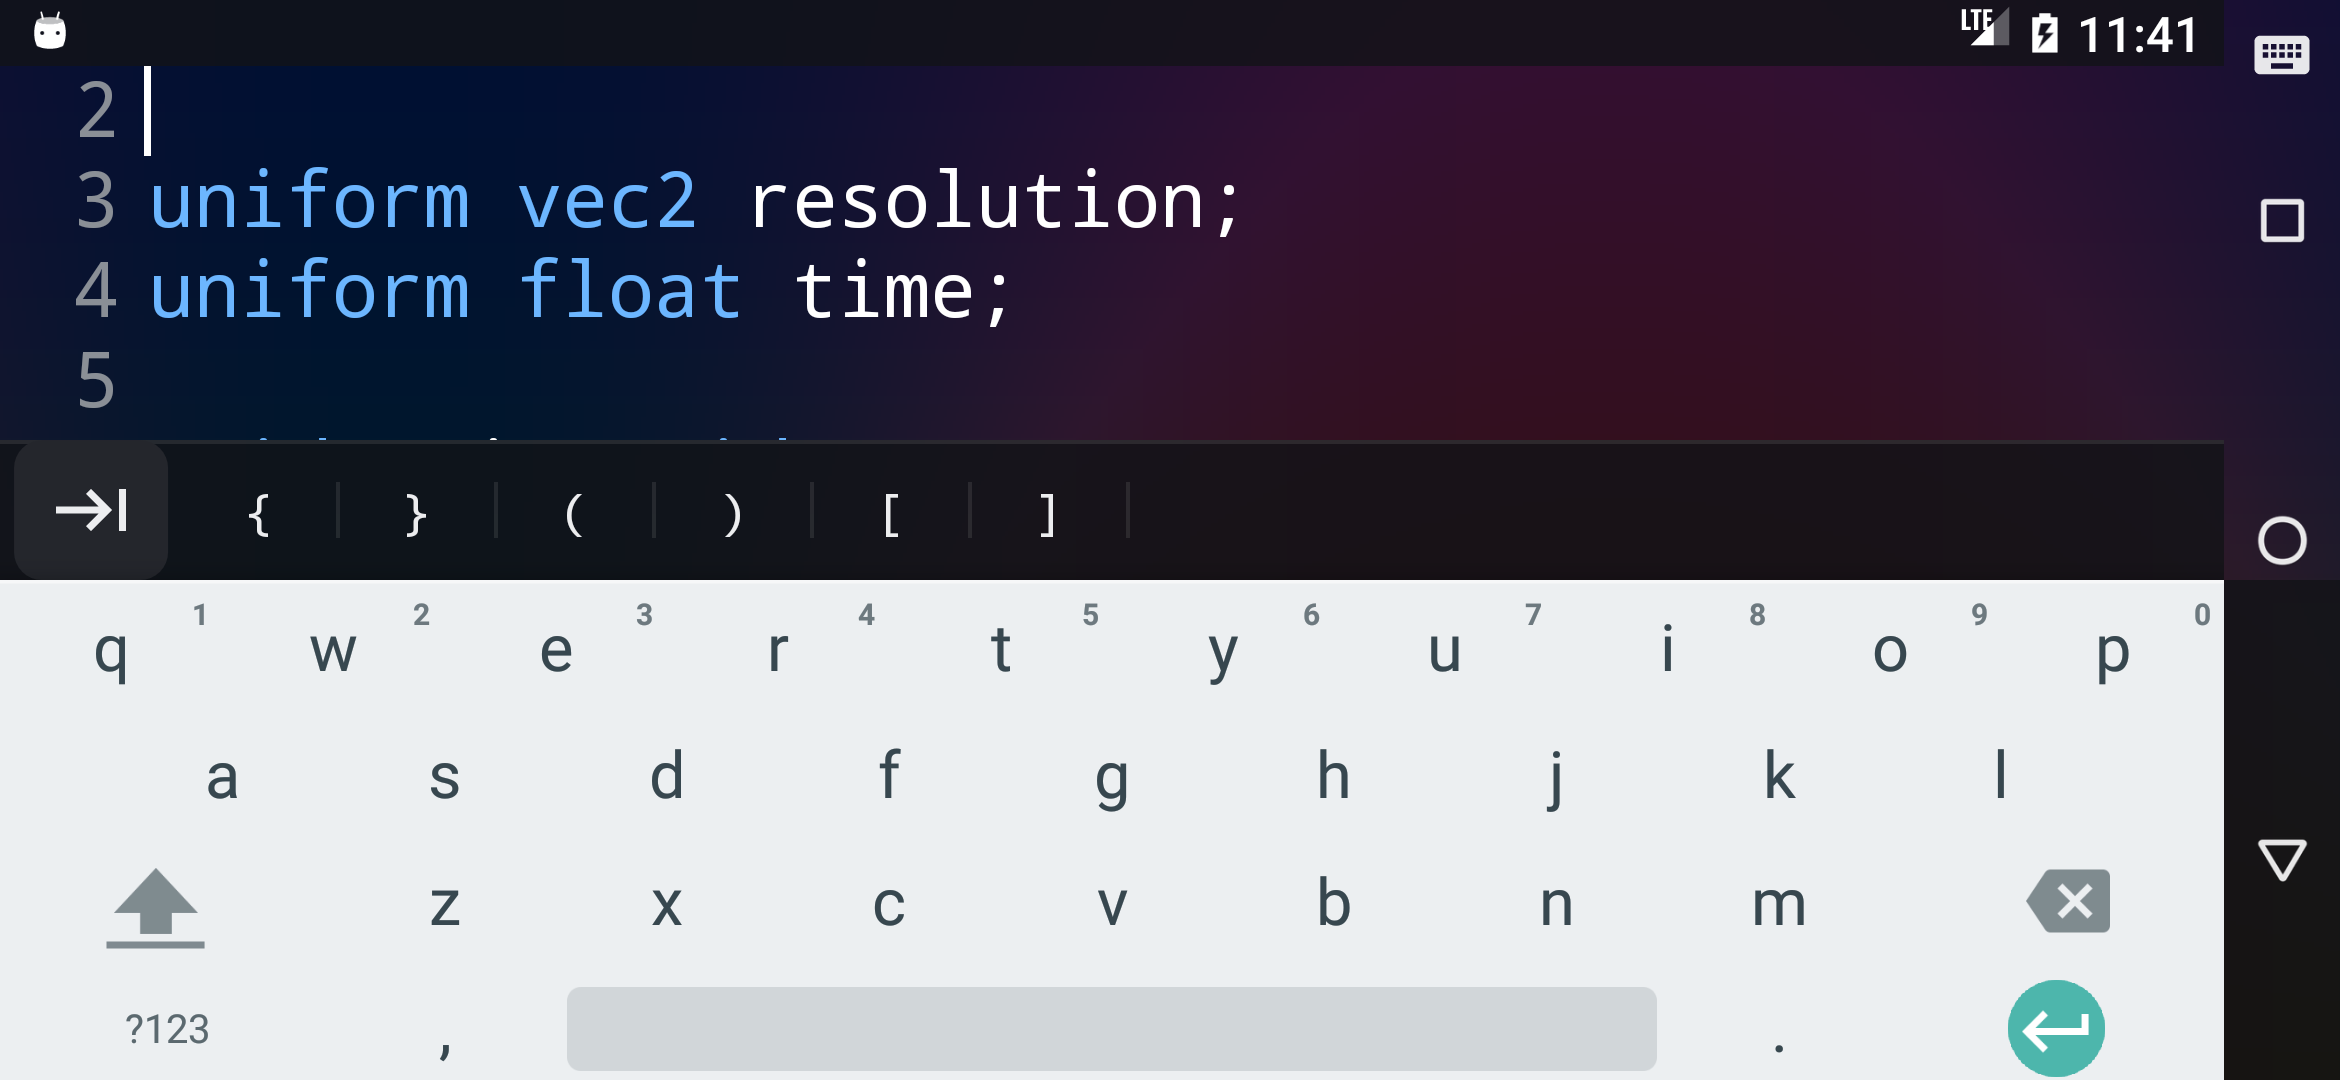 LTE 11:41
2
3 uniform vec2 resolution;
4 uniform float time;
5
{ } ( ) [ ]
q 1 w 2 e 3 r 4 t 5 y 6 u 7 i 8 o 9 p 0
a s d f g h j k l
z x c v b n m
?123 , .